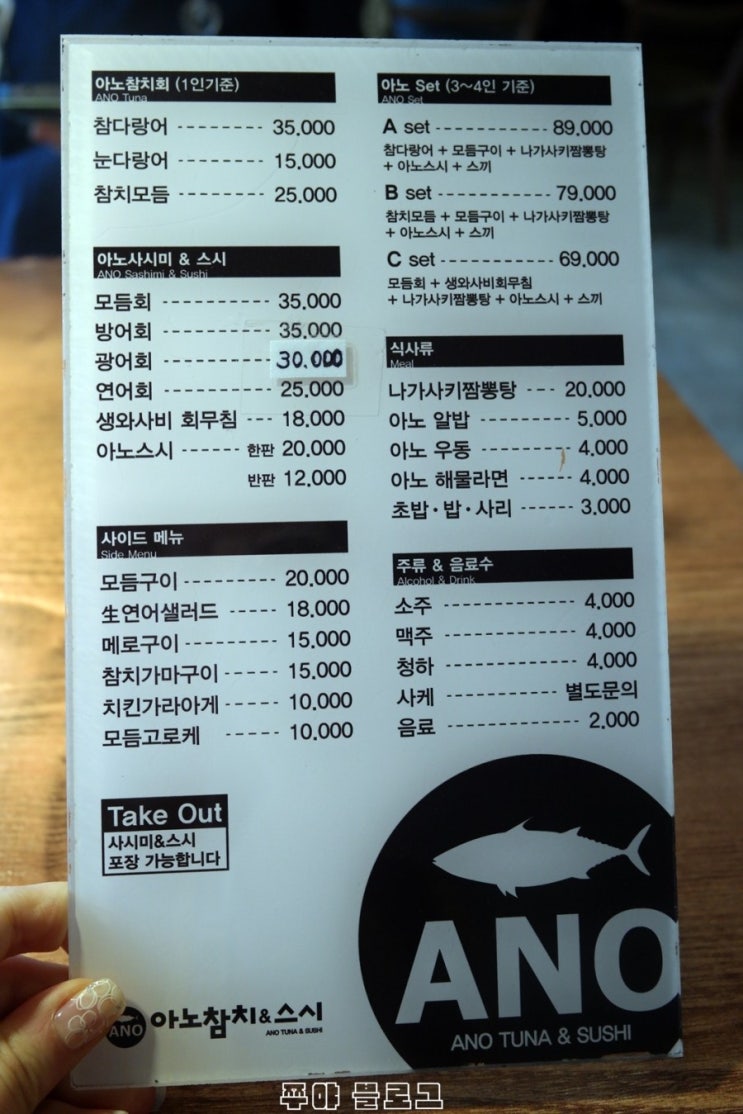 아노참치회 (1인기준)
ANO Tuna
참다랑어 --------- 35.000
눈다랑어 --------- 15.000
참치모듬 --------- 25.000
아노사시미 & 스시
ANO Sashimi & Sushi
모듬회 ----------- 35.000
방어회 ----------- 35.000
광어회 ----------- 30.000
연어회 ----------- 25.000
생와사비 회무침 --- 18.000
아노스시 ------ 한판 20.000
반판 12.000
사이드 메뉴
Side Menu
모듬구이 --------- 20.000
生연어샐러드 ----- 18.000
메로구이 --------- 15.000
참치가마구이 ----- 15.000
치킨가라아게 ----- 10.000
모듬고로케 ----- 10.000
Take Out
사시미&스시
포장 가능합니다
ANO 아노참치&스시
ANO TUNA & SUSHI
아노 Set (3~4인 기준)
ANO Set
A set ------------ 89.000
참다랑어 + 모듬구이 + 나가사키짬뽕탕
+ 아노스시 + 스끼
B set ------------ 79.000
참치모듬 + 모듬구이 + 나가사키짬뽕탕
+ 아노스시 + 스끼
C set ------------ 69.000
모듬회 + 생와사비회무침
+ 나가사키짬뽕탕 + 아노스시 + 스끼
식사류
Meal
나가사키짬뽕탕 --- 20.000
아노 알밥 --------- 5.000
아노 우동 --------- 4.000
아노 해물라면 ----- 4.000
초밥·밥·사리 ------ 3.000
주류 & 음료수
Alcohol & Drink
소주 -------------- 4.000
맥주 -------------- 4.000
청하 -------------- 4.000
사케 ----------- 별도문의
음료 -------------- 2.000
ANO
ANO TUNA & SUSHI
쭈야 블로그